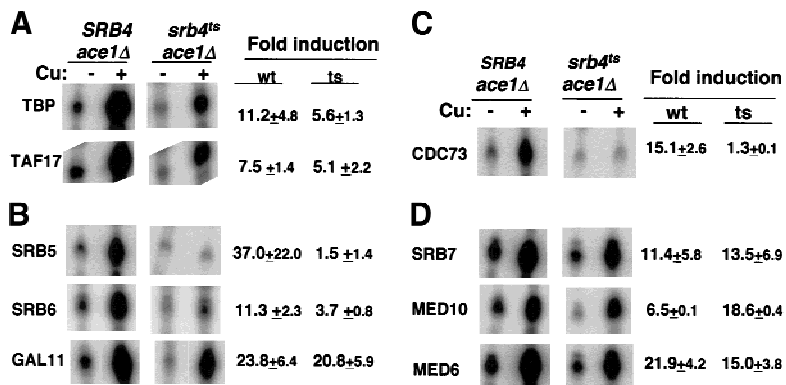 A
SRB4 srb4ts
ace1Δ ace1Δ Fold induction
Cu: - + - + wt ts
TBP 11.2±4.8 5.6±1.3
TAF17 7.5 ±1.4 5.1 ±2.2
B
SRB5 37.0±22.0 1.5 ±1.4
SRB6 11.3 ±2.3 3.7 ±0.8
GAL11 23.8±6.4 20.8±5.9
C
SRB4 srb4ts
ace1Δ ace1Δ Fold induction
Cu: - + - + wt ts
CDC73 15.1±2.6 1.3±0.1
D
SRB7 11.4±5.8 13.5±6.9
MED10 6.5±0.1 18.6±0.4
MED6 21.9±4.2 15.0±3.8